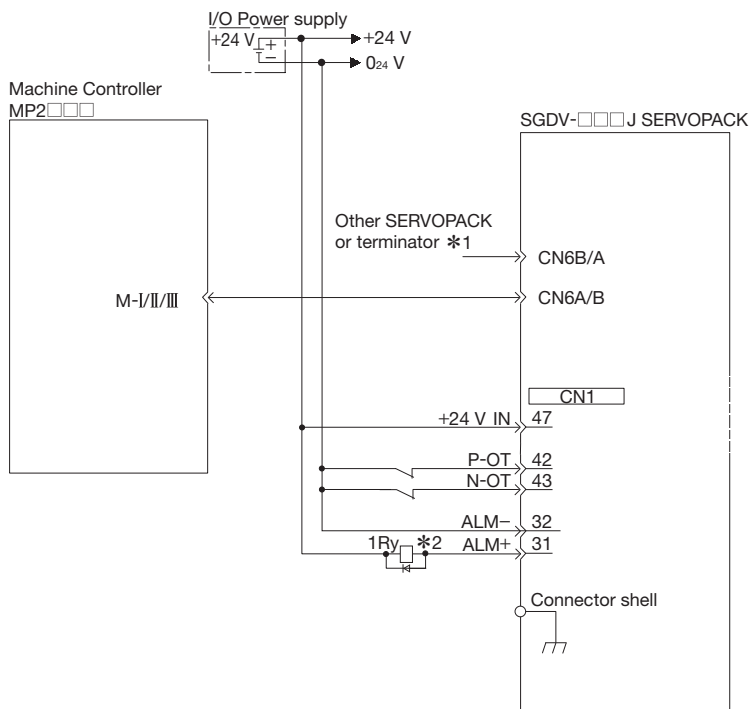 I/O Power supply
+24 V
+
−
+24 V
024 V
Machine Controller
MP2□□□
SGDV-□□□J SERVOPACK
Other SERVOPACK
or terminator *1
CN6B/A
M-Ⅰ/Ⅱ/Ⅲ
CN6A/B
CN1
+24 V IN 47
P-OT 42
N-OT 43
ALM− 32
1Ry *2 ALM+ 31
Connector shell